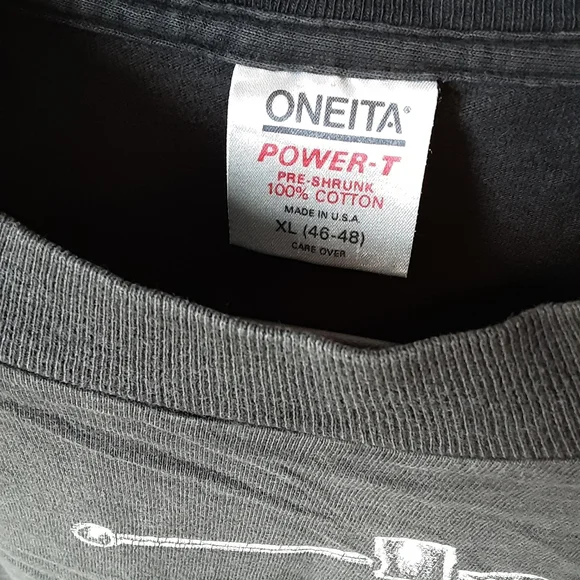 ONEITA®
POWER-T
PRE-SHRUNK
100% COTTON
MADE IN U.S.A.
XL (46-48)
CARE OVER